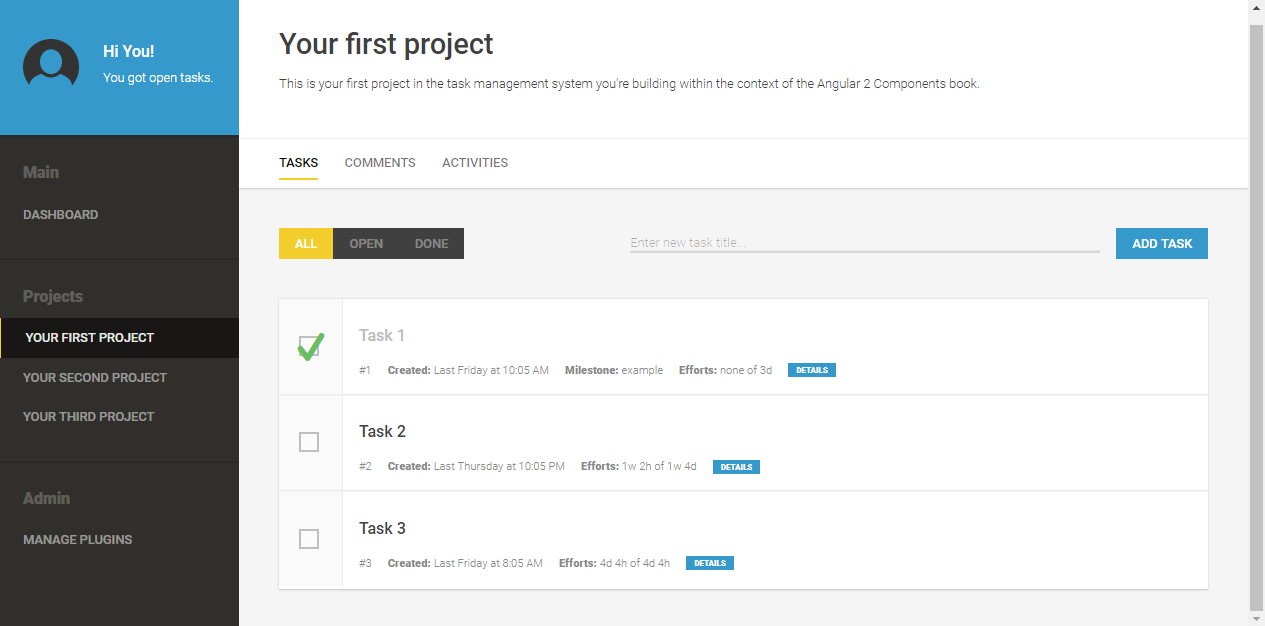 Hi You!
You got open tasks.
Main
DASHBOARD
Projects
YOUR FIRST PROJECT
YOUR SECOND PROJECT
YOUR THIRD PROJECT
Admin
MANAGE PLUGINS
Your first project
This is your first project in the task management system you're building within the context of the Angular 2 Components book.
TASKS COMMENTS ACTIVITIES
ALL OPEN DONE Enter new task title... ADD TASK
Task 1
#1 Created: Last Friday at 10:05 AM Milestone: example Efforts: none of 3d DETAILS
Task 2
#2 Created: Last Thursday at 10:05 PM Efforts: 1w 2h of 1w 4d DETAILS
Task 3
#3 Created: Last Friday at 8:05 AM Efforts: 4d 4h of 4d 4h DETAILS